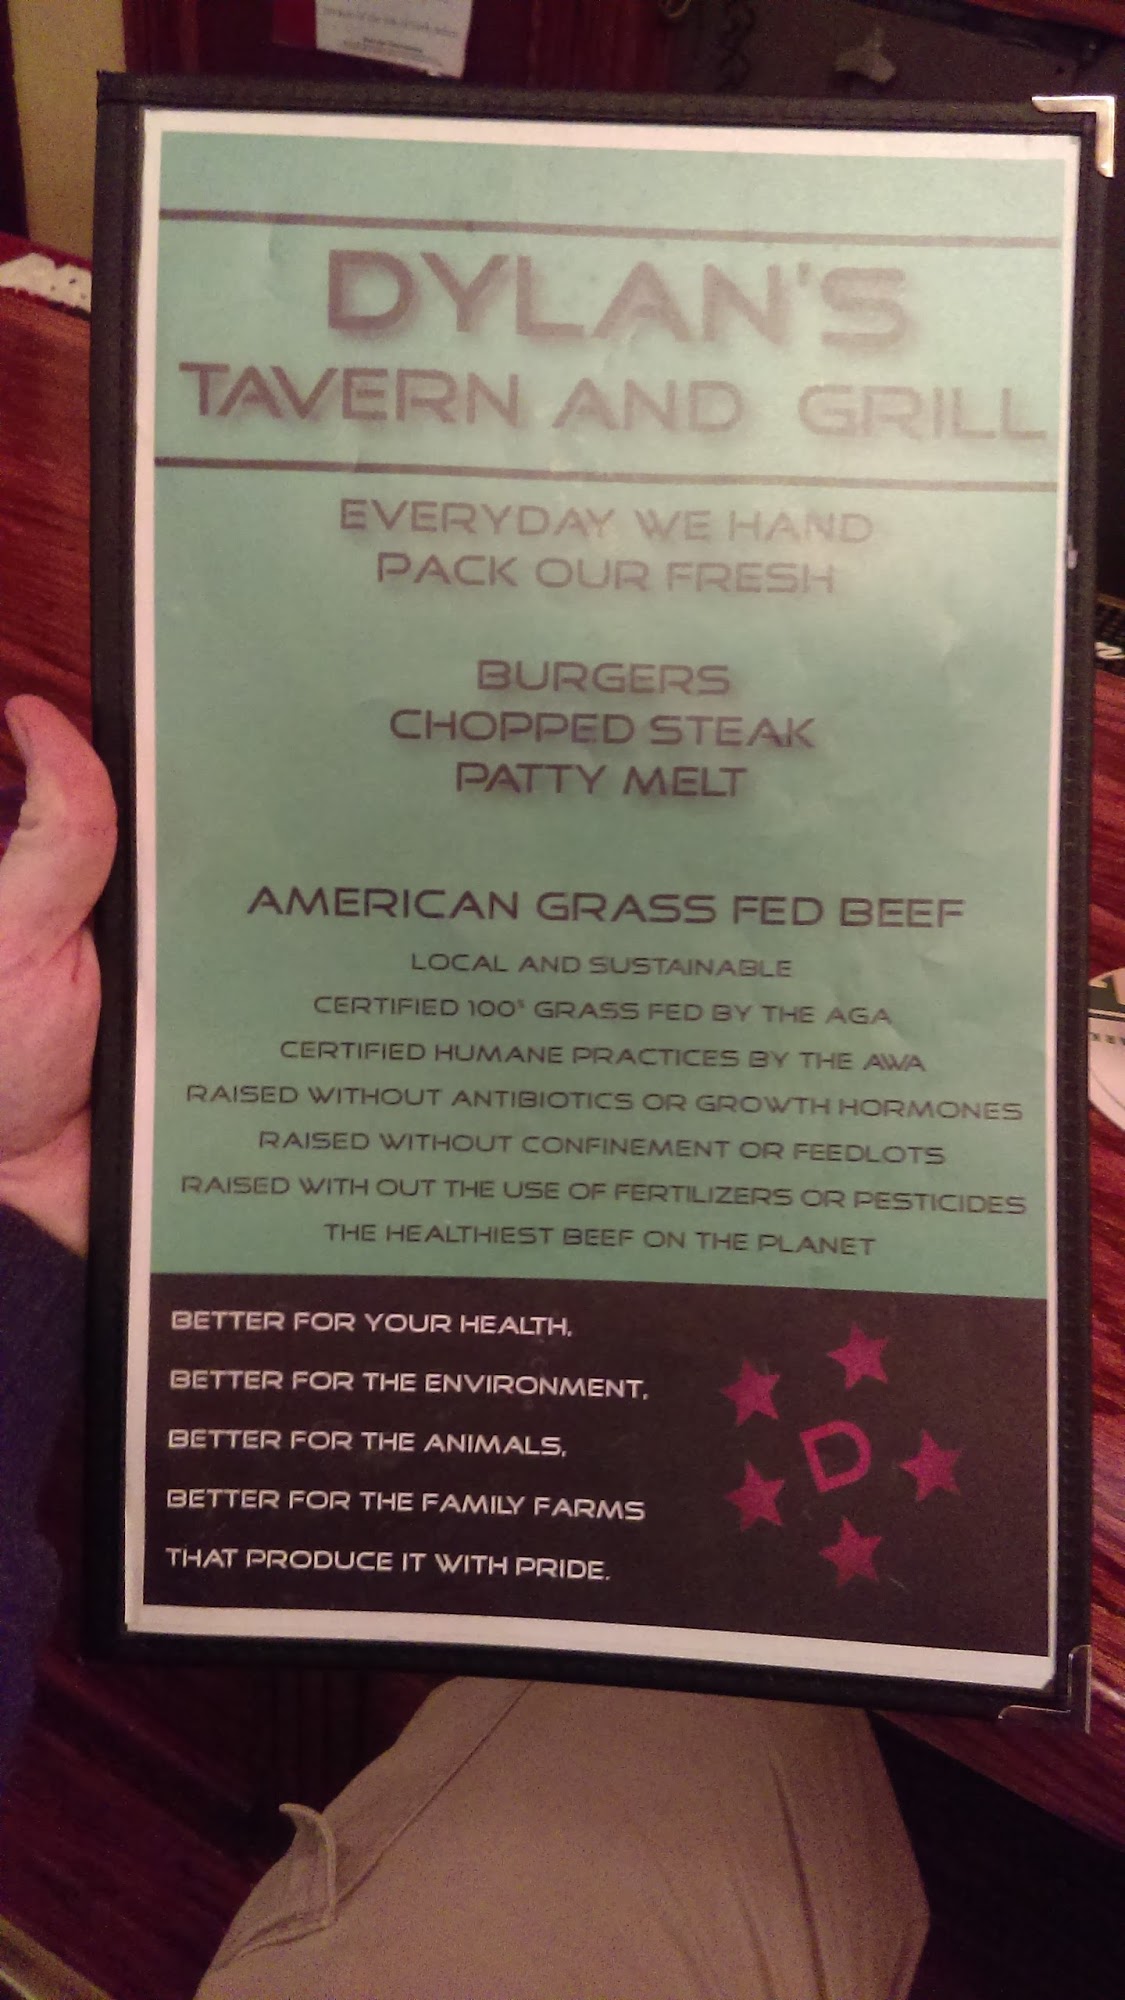 DYLAN'S
TAVERN AND GRILL
EVERYDAY WE HAND
PACK OUR FRESH
BURGERS
CHOPPED STEAK
PATTY MELT
AMERICAN GRASS FED BEEF
LOCAL AND SUSTAINABLE
CERTIFIED 100% GRASS FED BY THE AGA
CERTIFIED HUMANE PRACTICES BY THE AWA
RAISED WITHOUT ANTIBIOTICS OR GROWTH HORMONES
RAISED WITHOUT CONFINEMENT OR FEEDLOTS
RAISED WITH OUT THE USE OF FERTILIZERS OR PESTICIDES
THE HEALTHIEST BEEF ON THE PLANET
BETTER FOR YOUR HEALTH,
BETTER FOR THE ENVIRONMENT,
BETTER FOR THE ANIMALS,
BETTER FOR THE FAMILY FARMS
THAT PRODUCE IT WITH PRIDE.
D